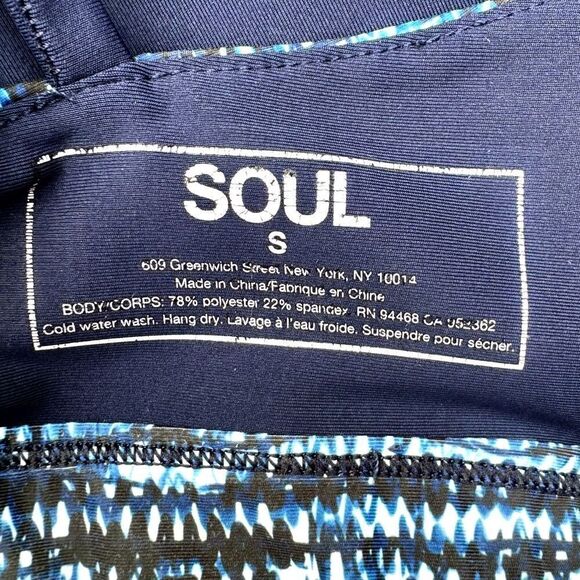 SOUL
S
609 Greenwich Street New York, NY 10014
Made in China/Fabrique en Chine
BODY/CORPS: 78% polyester 22% spandex RN 94468 CA 052362
Cold water wash. Hang dry. Lavage à l'eau froide. Suspendre pour sécher.